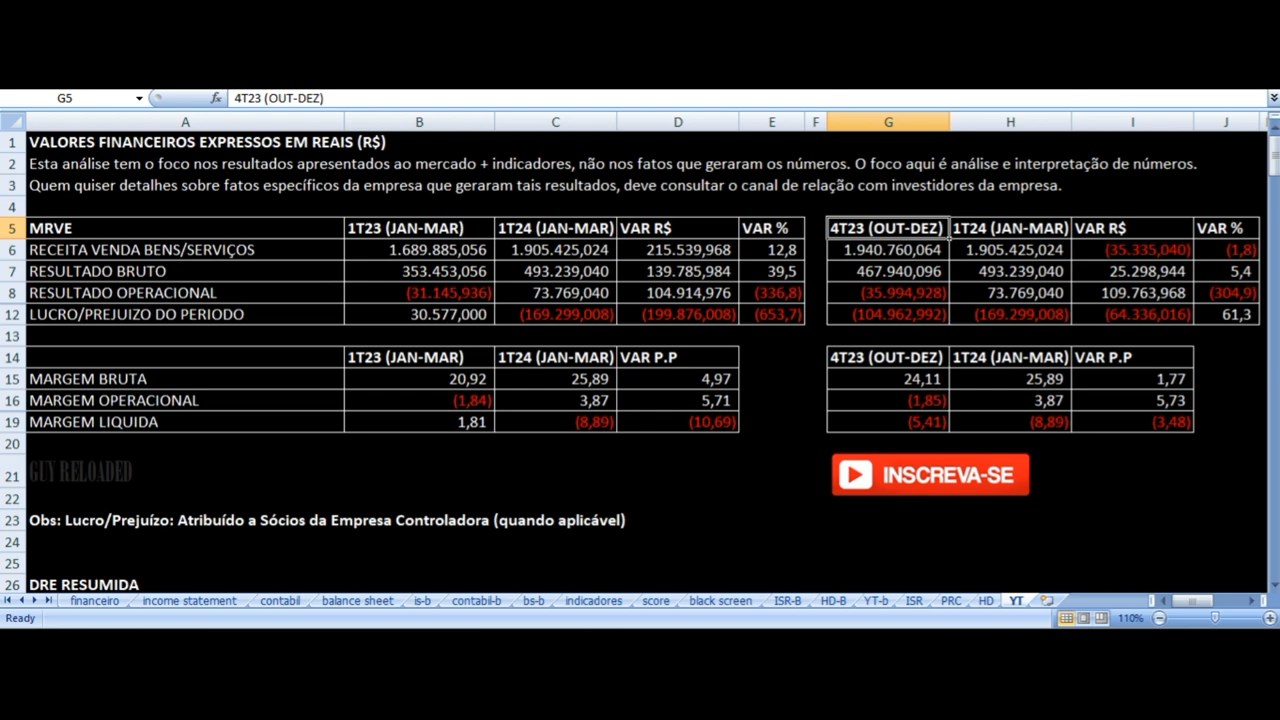 G5 fx 4T23 (OUT-DEZ)
A B C D E F G H I J
1 VALORES FINANCEIROS EXPRESSOS EM REAIS (R$)
2 Esta análise tem o foco nos resultados apresentados ao mercado + indicadores, não nos fatos que geraram os números. O foco aqui é análise e interpretação de números.
3 Quem quiser detalhes sobre fatos específicos da empresa que geraram tais resultados, deve consultar o canal de relação com investidores da empresa.
4
5 MRVE 1T23 (JAN-MAR) 1T24 (JAN-MAR) VAR R$ VAR % 4T23 (OUT-DEZ) 1T24 (JAN-MAR) VAR R$ VAR %
6 RECEITA VENDA BENS/SERVIÇOS 1.689.885,056 1.905.425,024 215.539,968 12,8 1.940.760,064 1.905.425,024 (35.335,040) (1,8)
7 RESULTADO BRUTO 353.453,056 493.239,040 139.785,984 39,5 467.940,096 493.239,040 25.298,944 5,4
8 RESULTADO OPERACIONAL (31.145,936) 73.769,040 104.914,976 (336,8) (35.994,928) 73.769,040 109.763,968 (304,9)
12 LUCRO/PREJUIZO DO PERIODO 30.577,000 (169.299,008) (199.876,008) (653,7) (104.962,992) (169.299,008) (64.336,016) 61,3
13
14 1T23 (JAN-MAR) 1T24 (JAN-MAR) VAR P.P 4T23 (OUT-DEZ) 1T24 (JAN-MAR) VAR P.P
15 MARGEM BRUTA 20,92 25,89 4,97 24,11 25,89 1,77
16 MARGEM OPERACIONAL (1,84) 3,87 5,71 (1,85) 3,87 5,73
19 MARGEM LIQUIDA 1,81 (8,89) (10,69) (5,41) (8,89) (3,48)
20
21 GUY RELOADED INSCREVA-SE
22
23 Obs: Lucro/Prejuízo: Atribuído a Sócios da Empresa Controladora (quando aplicável)
24
25
26 DRE RESUMIDA
financeiro income statement contabil balance sheet is-b contabil-b bs-b indicadores score black screen ISR-B HD-B YT-b ISR PRC HD YT
Ready 110%